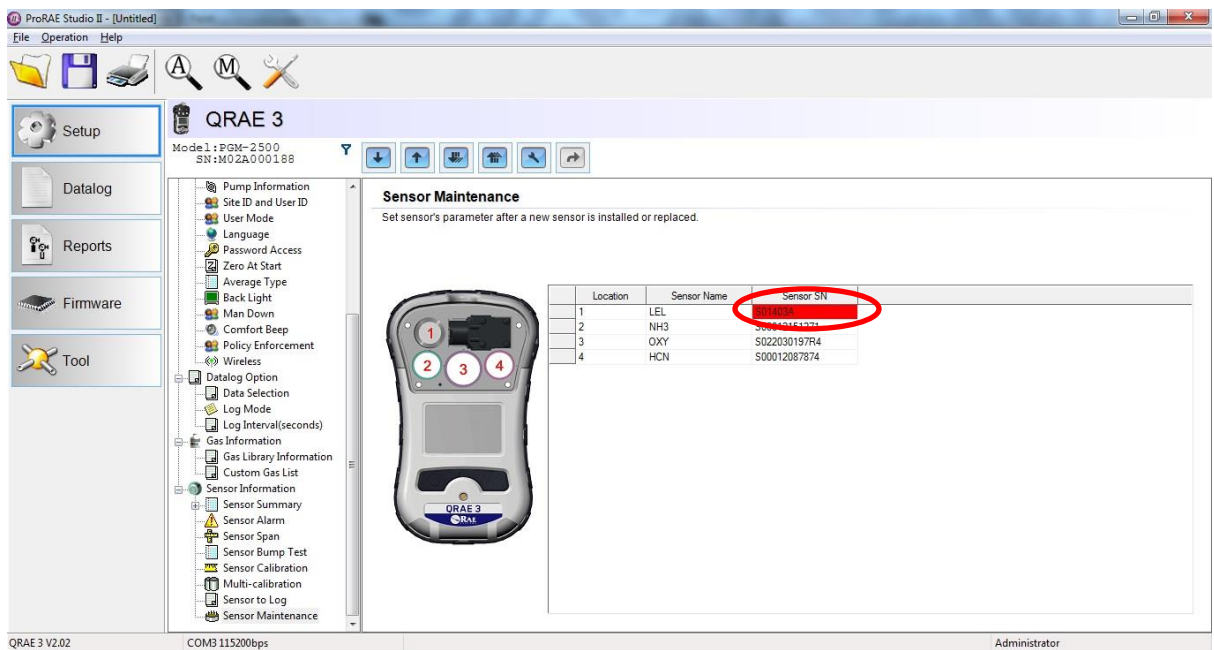 ProRAE Studio II - [Untitled]
File Operation Help
A M
Setup
Datalog
Reports
Firmware
Tool
QRAE 3
Model:PGM-2500
SN:M02A000188
Pump Information
Site ID and User ID
User Mode
Language
Password Access
Zero At Start
Average Type
Back Light
Man Down
Comfort Beep
Policy Enforcement
Wireless
Datalog Option
Data Selection
Log Mode
Log Interval(seconds)
Gas Information
Gas Library Information
Custom Gas List
Sensor Information
Sensor Summary
Sensor Alarm
Sensor Span
Sensor Bump Test
Sensor Calibration
Multi-calibration
Sensor to Log
Sensor Maintenance
Sensor Maintenance
Set sensor's parameter after a new sensor is installed or replaced.
1
2 3 4
QRAE 3
RAE
Location Sensor Name Sensor SN
1 LEL S01403A
2 NH3
3 OXY S022030197R4
4 HCN S00012087874
QRAE 3 V2.02 COM3 115200bps Administrator